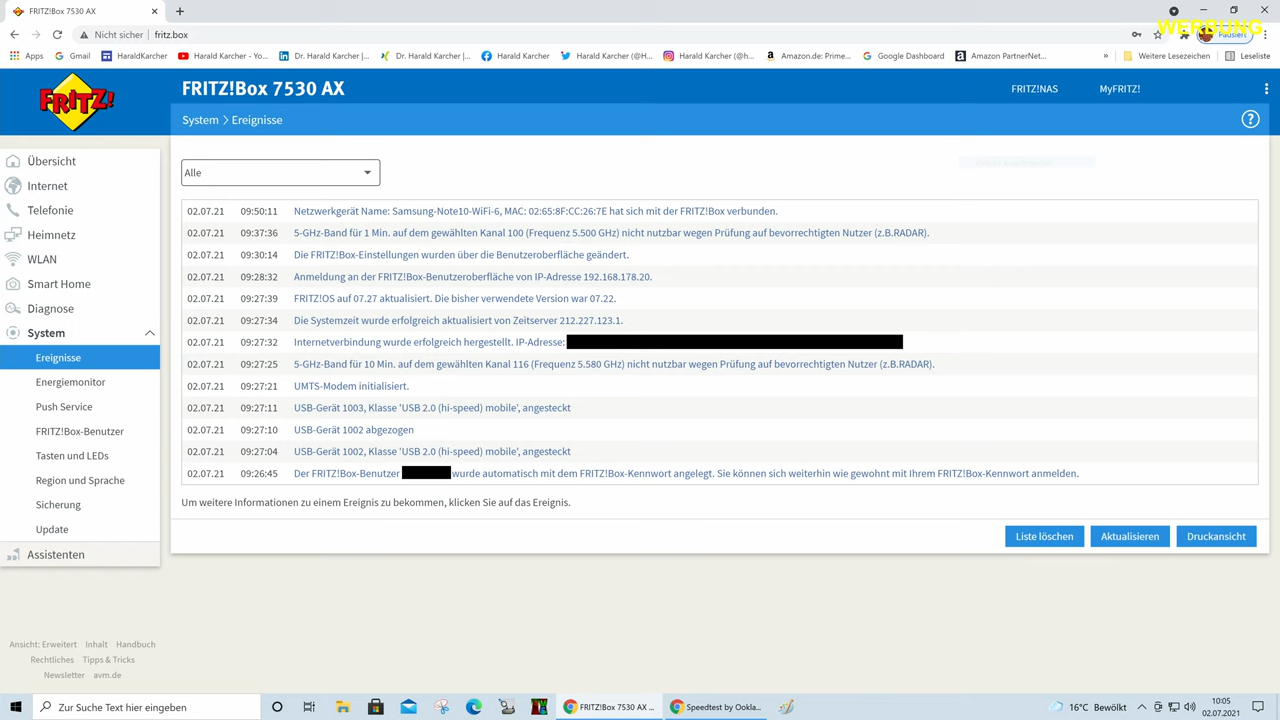 FRITZ!Box 7530 AX
WERBUNG
Nicht sicher fritz.box
Pausiert
Apps Gmail HaraldKarcher Harald Karcher - Yo... Dr. Harald Karcher |... Dr. Harald Karcher |... Harald Karcher Harald Karcher (@H... Harald Karcher (@h... Amazon.de: Prime... Google Dashboard Amazon PartnerNet... » Weitere Lesezeichen Leseliste
FRITZ!
FRITZ!Box 7530 AX
FRITZ!NAS MyFRITZ!
System > Ereignisse
?
Übersicht
Internet
Telefonie
Heimnetz
WLAN
Smart Home
Diagnose
System
Ereignisse
Energiemonitor
Push Service
FRITZ!Box-Benutzer
Tasten und LEDs
Region und Sprache
Sicherung
Update
Assistenten
Alle
02.07.21 09:50:11 Netzwerkgerät Name: Samsung-Note10-WiFi-6, MAC: 02:65:8F:CC:26:7E hat sich mit der FRITZ!Box verbunden.
02.07.21 09:37:36 5-GHz-Band für 1 Min. auf dem gewählten Kanal 100 (Frequenz 5.500 GHz) nicht nutzbar wegen Prüfung auf bevorrechtigten Nutzer (z.B.RADAR).
02.07.21 09:30:14 Die FRITZ!Box-Einstellungen wurden über die Benutzeroberfläche geändert.
02.07.21 09:28:32 Anmeldung an der FRITZ!Box-Benutzeroberfläche von IP-Adresse 192.168.178.20.
02.07.21 09:27:39 FRITZ!OS auf 07.27 aktualisiert. Die bisher verwendete Version war 07.22.
02.07.21 09:27:34 Die Systemzeit wurde erfolgreich aktualisiert von Zeitserver 212.227.123.1.
02.07.21 09:27:32 Internetverbindung wurde erfolgreich hergestellt. IP-Adresse:
02.07.21 09:27:25 5-GHz-Band für 10 Min. auf dem gewählten Kanal 116 (Frequenz 5.580 GHz) nicht nutzbar wegen Prüfung auf bevorrechtigten Nutzer (z.B.RADAR).
02.07.21 09:27:21 UMTS-Modem initialisiert.
02.07.21 09:27:11 USB-Gerät 1003, Klasse 'USB 2.0 (hi-speed) mobile', angesteckt
02.07.21 09:27:10 USB-Gerät 1002 abgezogen
02.07.21 09:27:04 USB-Gerät 1002, Klasse 'USB 2.0 (hi-speed) mobile', angesteckt
02.07.21 09:26:45 Der FRITZ!Box-Benutzer wurde automatisch mit dem FRITZ!Box-Kennwort angelegt. Sie können sich weiterhin wie gewohnt mit Ihrem FRITZ!Box-Kennwort anmelden.
Um weitere Informationen zu einem Ereignis zu bekommen, klicken Sie auf das Ereignis.
Liste löschen Aktualisieren Druckansicht
Ansicht: Erweitert Inhalt Handbuch
Rechtliches Tipps & Tricks
Newsletter avm.de
Zur Suche Text hier eingeben
FRITZ!Box 7530 AX ... Speedtest by Ookla...
16°C Bewölkt
10:05
02.07.2021